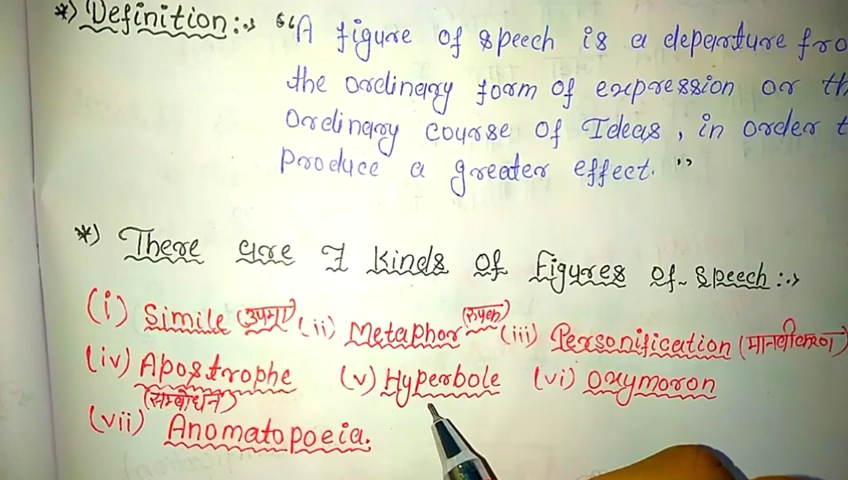 *) Definition:→ "A figure of speech is a departure fro
the ordinary form of expression or th
Ordinary course of Ideas, in order t
produce a greater effect."
*) There are 7 kinds of figures of speech:→
(i) Simile (उपमा) (ii) Metaphor (रूपक) (iii) Personification (मानवीकरण)
(iv) Apostrophe (सम्बोधन) (v) Hyperbole (vi) Oxymoron
(vii) Anomatopoeia.